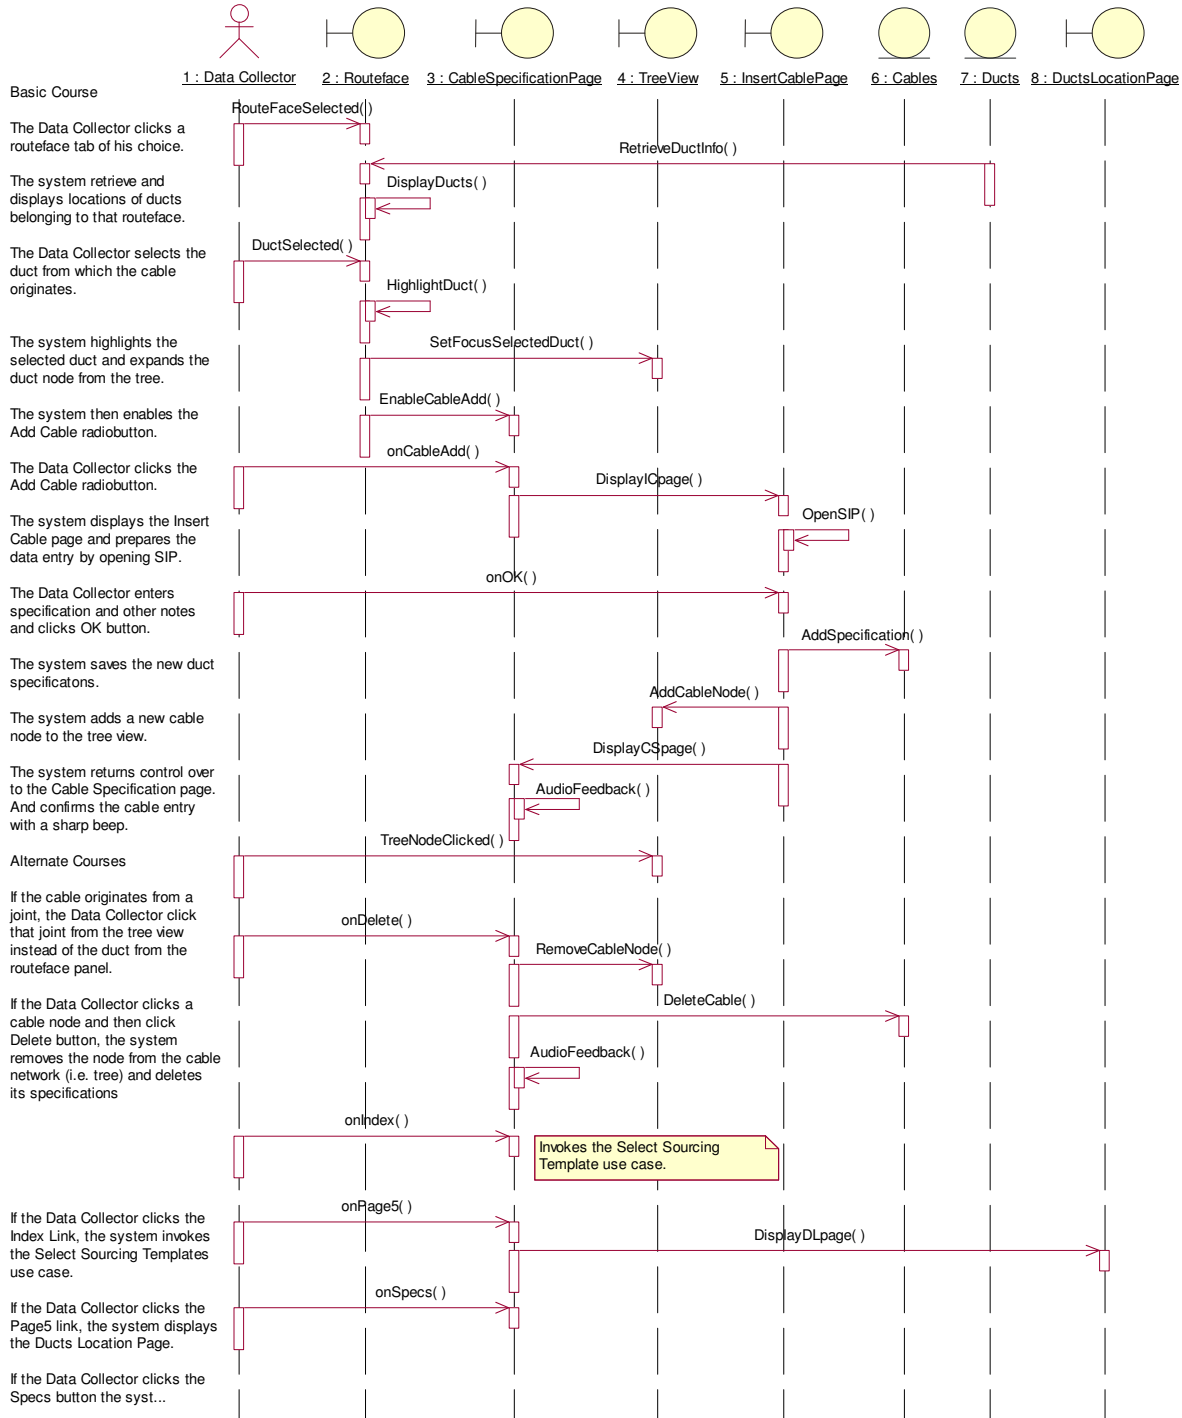 1 : Data Collector
2 : Routeface
3 : CableSpecificationPage
4 : TreeView
5 : InsertCablePage
6 : Cables
7 : Ducts
8 : DuctsLocationPage
Basic Course
RouteFaceSelected( )
The Data Collector clicks a
routeface tab of his choice.
RetrieveDuctInfo( )
The system retrieve and
displays locations of ducts
belonging to that routeface.
DisplayDucts( )
DuctSelected( )
The Data Collector selects the
duct from which the cable
originates.
HighlightDuct( )
The system highlights the
selected duct and expands the
duct node from the tree.
SetFocusSelectedDuct( )
EnableCableAdd( )
The system then enables the
Add Cable radiobutton.
onCableAdd( )
The Data Collector clicks the
Add Cable radiobutton.
DisplayICpage( )
The system displays the Insert
Cable page and prepares the
data entry by opening SIP.
OpenSIP( )
onOK( )
The Data Collector enters
specification and other notes
and clicks OK button.
AddSpecification( )
The system saves the new duct
specificatons.
AddCableNode( )
The system adds a new cable
node to the tree view.
DisplayCSpage( )
The system returns control over
to the Cable Specification page.
And confirms the cable entry
with a sharp beep.
AudioFeedback( )
TreeNodeClicked( )
Alternate Courses
If the cable originates from a
joint, the Data Collector click
that joint from the tree view
instead of the duct from the
routeface panel.
onDelete( )
RemoveCableNode( )
If the Data Collector clicks a
cable node and then click
Delete button, the system
removes the node from the cable
network (i.e. tree) and deletes
its specifications
DeleteCable( )
AudioFeedback( )
onIndex( )
Invokes the Select Sourcing
Template use case.
onPage5( )
If the Data Collector clicks the
Index Link, the system invokes
the Select Sourcing Templates
use case.
DisplayDLpage( )
onSpecs( )
If the Data Collector clicks the
Page5 link, the system displays
the Ducts Location Page.
If the Data Collector clicks the
Specs button the syst...